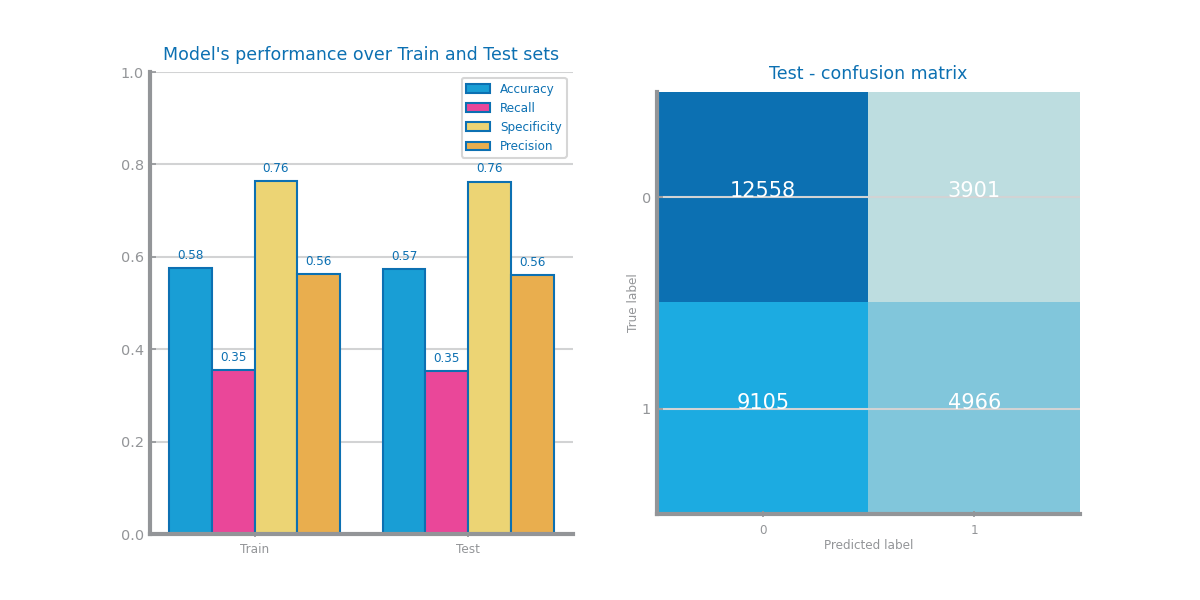 Model's performance over Train and Test sets
1.0
0.8
0.6
0.4
0.2
0.0
Accuracy
Recall
Specificity
Precision
0.58
0.35
0.76
0.56
0.57
0.35
0.76
0.56
Train
Test
Test - confusion matrix
True label
0
1
12558
3901
9105
4966
0
1
Predicted label